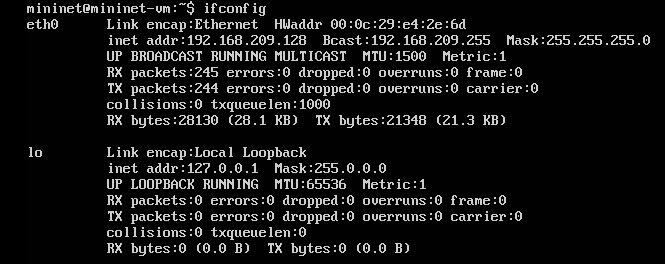 mininet@mininet-vm:~$ ifconfig
eth0      Link encap:Ethernet  HWaddr 00:0c:29:e4:2e:6d
          inet addr:192.168.209.128  Bcast:192.168.209.255  Mask:255.255.255.0
          UP BROADCAST RUNNING MULTICAST  MTU:1500  Metric:1
          RX packets:245 errors:0 dropped:0 overruns:0 frame:0
          TX packets:244 errors:0 dropped:0 overruns:0 carrier:0
          collisions:0 txqueuelen:1000
          RX bytes:28130 (28.1 KB)  TX bytes:21348 (21.3 KB)
lo        Link encap:Local Loopback
          inet addr:127.0.0.1  Mask:255.0.0.0
          UP LOOPBACK RUNNING  MTU:65536  Metric:1
          RX packets:0 errors:0 dropped:0 overruns:0 frame:0
          TX packets:0 errors:0 dropped:0 overruns:0 carrier:0
          collisions:0 txqueuelen:0
          RX bytes:0 (0.0 B)  TX bytes:0 (0.0 B)